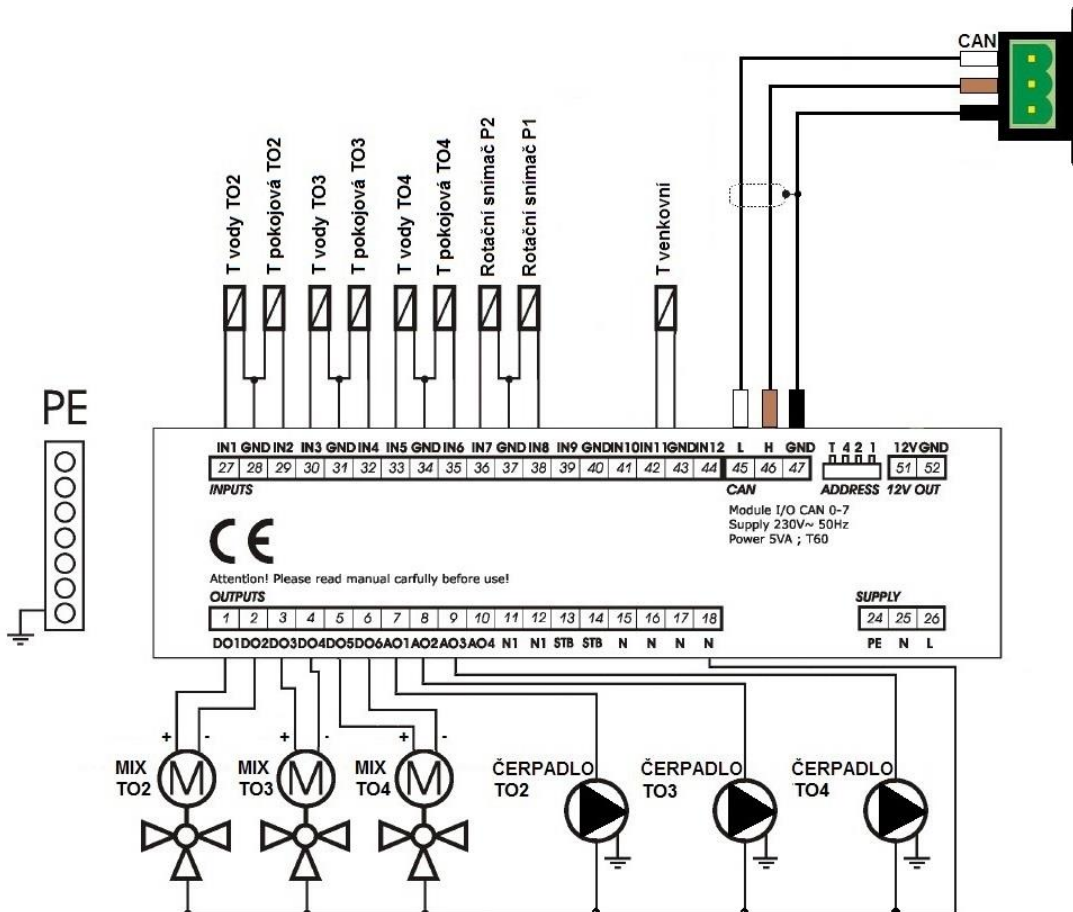 CAN
T vody TO2
T pokojová TO2
T vody TO3
T pokojová TO3
T vody TO4
T pokojová TO4
Rotační snimač P2
Rotační snimač P1
T venkovní
PE
IN1 GND IN2 IN3 GND IN4 IN5 GND IN6 IN7 GND IN8 IN9 GND IN10 IN11 GND IN12 L H GND T 4 2 1 12V GND
27 28 29 30 31 32 33 34 35 36 37 38 39 40 41 42 43 44 45 46 47 51 52
INPUTS CAN ADDRESS 12V OUT
Module I/O CAN 0-7
Supply 230V~ 50Hz
Power 5VA ; T60
CE
Attention! Please read manual carfully before use!
OUTPUTS SUPPLY
1 2 3 4 5 6 7 8 9 10 11 12 13 14 15 16 17 18 24 25 26
DO1 DO2 DO3 DO4 DO5 DO6 AO1 AO2 AO3 AO4 N1 N1 STB STB N N N N PE N L
+ - + - + -
MIX
TO2
M
MIX
TO3
M
MIX
TO4
M
ČERPADLO
TO2
ČERPADLO
TO3
ČERPADLO
TO4